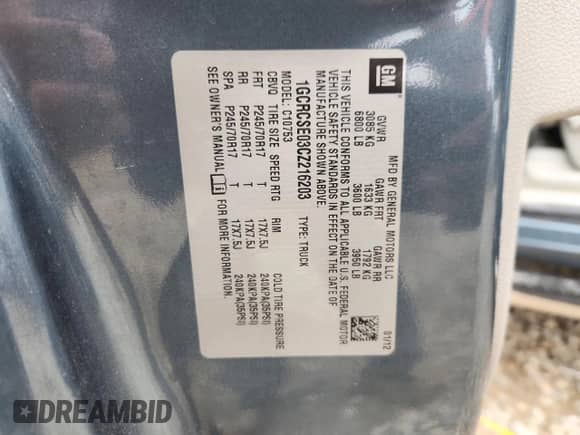 GM
MFD BY GENERAL MOTORS LLC 01/12
GVWR GAWR FRT GAWR RR
3085 KG 1633 KG 1792 KG
6800 LB 3600 LB 3950 LB
THIS VEHICLE CONFORMS TO ALL APPLICABLE U.S. FEDERAL MOTOR
VEHICLE SAFETY STANDARDS IN EFFECT ON THE DATE OF
MANUFACTURE SHOWN ABOVE.
1GCRCSE03CZ216203 TYPE: TRUCK
MODEL: C10753
CBVQ TIRE SIZE SPEED RTG RIM COLD TIRE PRESSURE
FRT P245/70R17 T 17X7.5J 240KPA(35PSI)
RR P245/70R17 T 17X7.5J 240KPA(35PSI)
SPA P245/70R17 T 17X7.5J 240KPA(35PSI)
SEE OWNER'S MANUAL FOR MORE INFORMATION.
DREAMBID